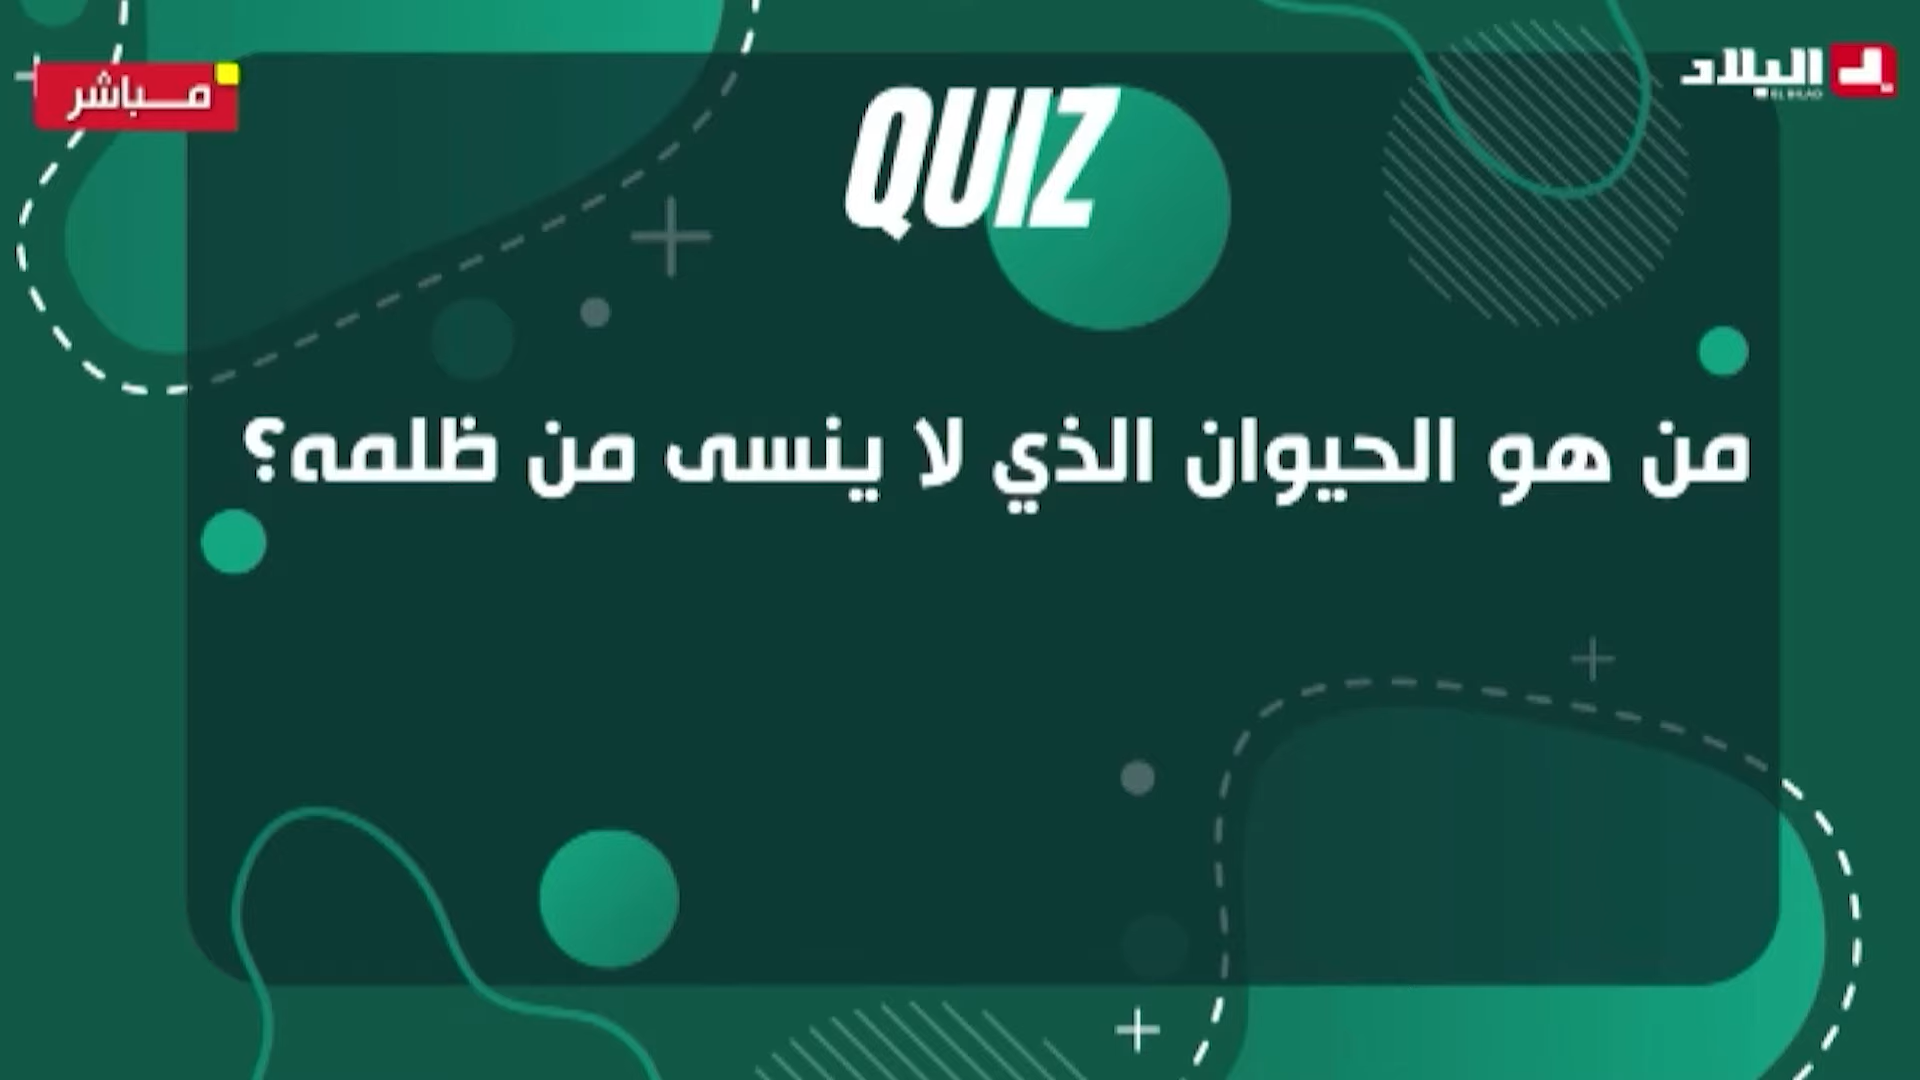 مباشر
البلاد
EL BILAD
QUIZ
من هو الحيوان الذي لا ينسى من ظلمه؟